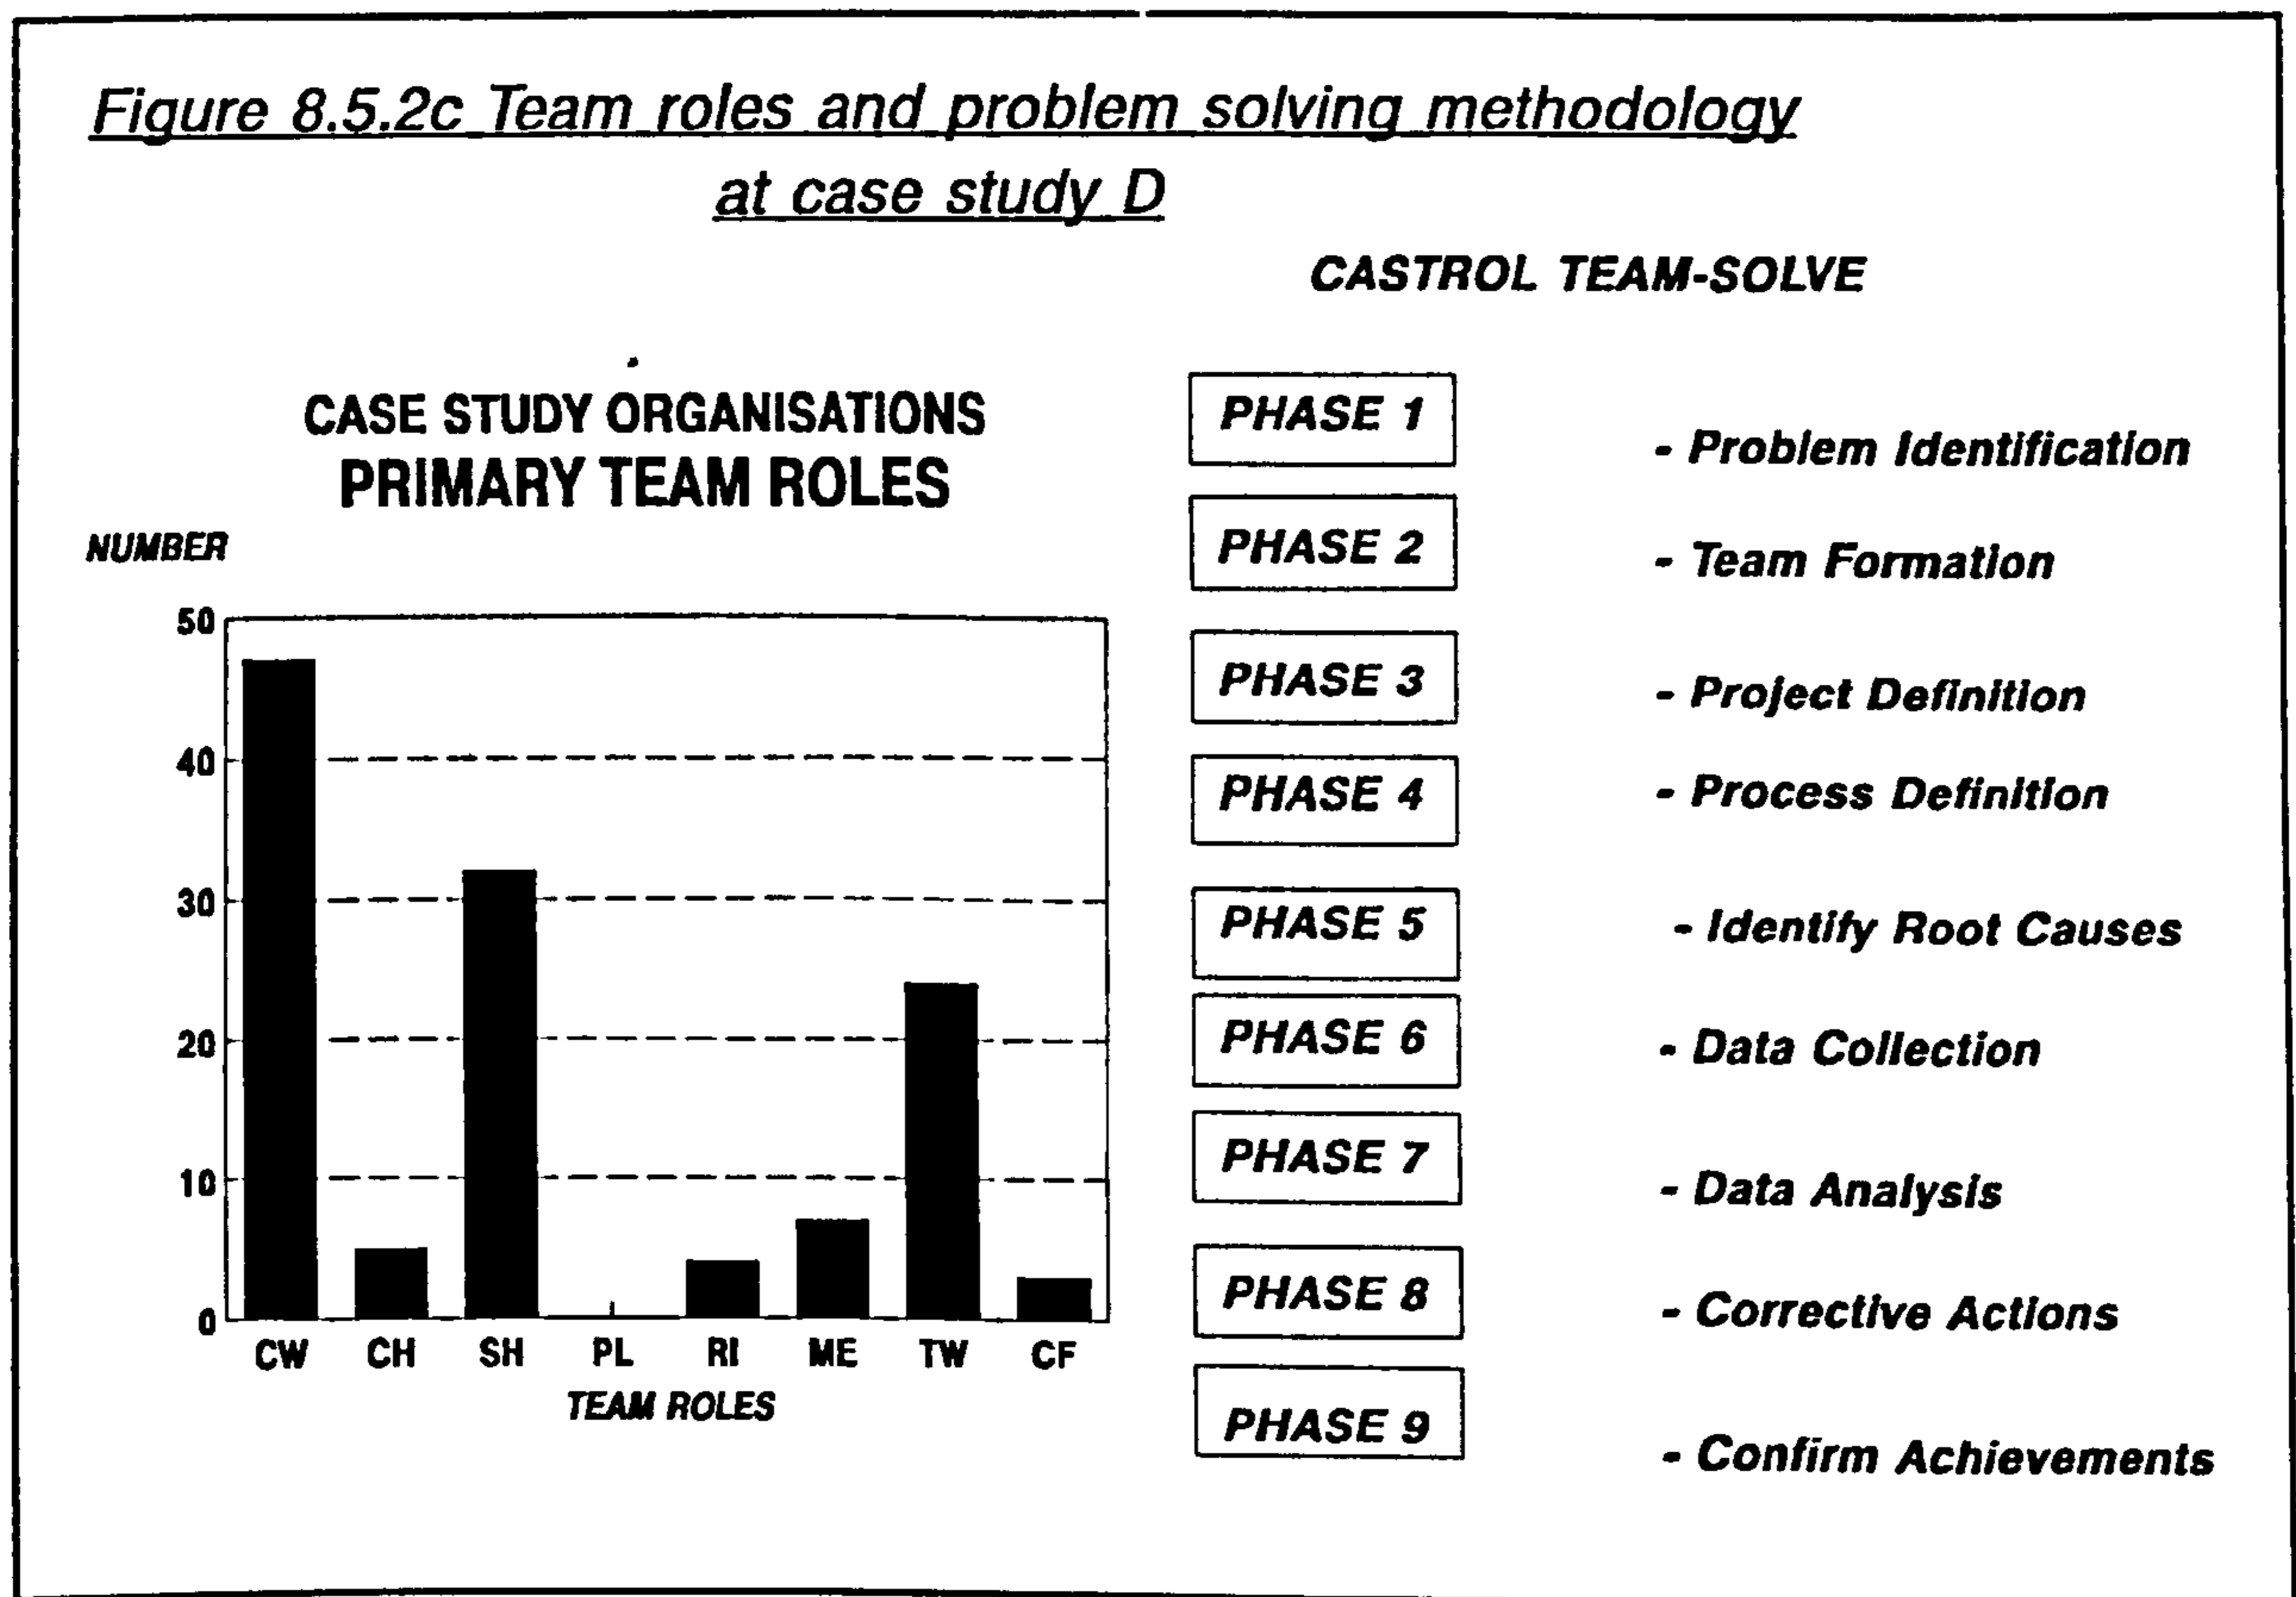 Figure 8.5.2c Team roles and problem solving methodology
at case study D
CASTROL TEAM-SOLVE
CASE STUDY ORGANISATIONS
PRIMARY TEAM ROLES
NUMBER
50
40
30
20
10
0
CW CH SH PL RI ME TW CF
TEAM ROLES
PHASE 1 - Problem Identification
PHASE 2 - Team Formation
PHASE 3 - Project Definition
PHASE 4 - Process Definition
PHASE 5 - Identify Root Causes
PHASE 6 - Data Collection
PHASE 7 - Data Analysis
PHASE 8 - Corrective Actions
PHASE 9 - Confirm Achievements